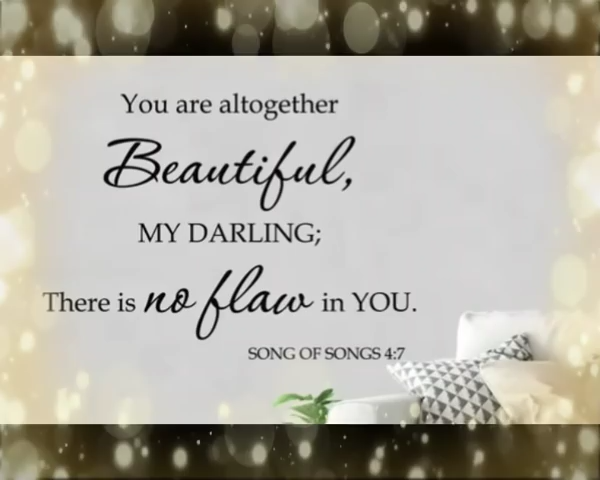 You are altogether
Beautiful,
MY DARLING;
There is no flaw in YOU.
SONG OF SONGS 4:7